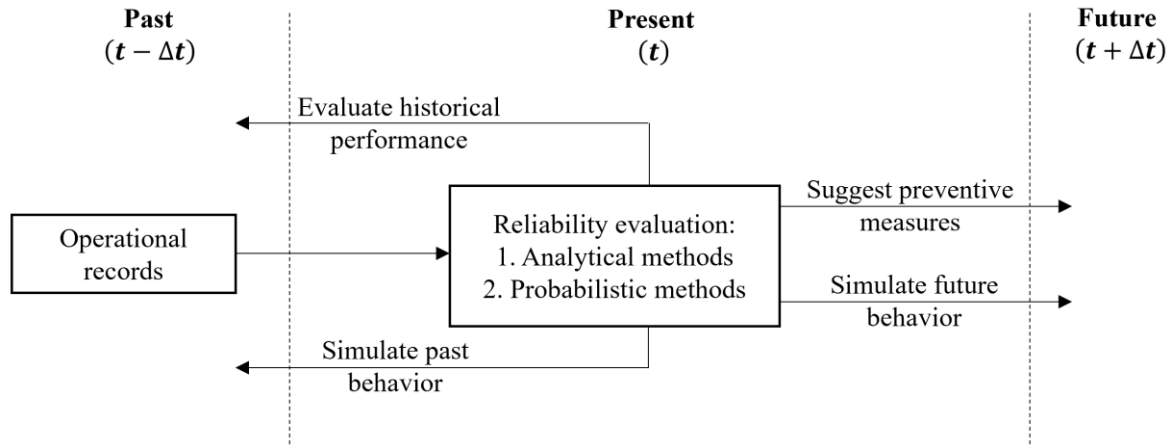 Past
(t − Δt)
Present
(t)
Future
(t + Δt)
Evaluate historical
performance
Operational
records
Reliability evaluation:
1. Analytical methods
2. Probabilistic methods
Suggest preventive
measures
Simulate future
behavior
Simulate past
behavior